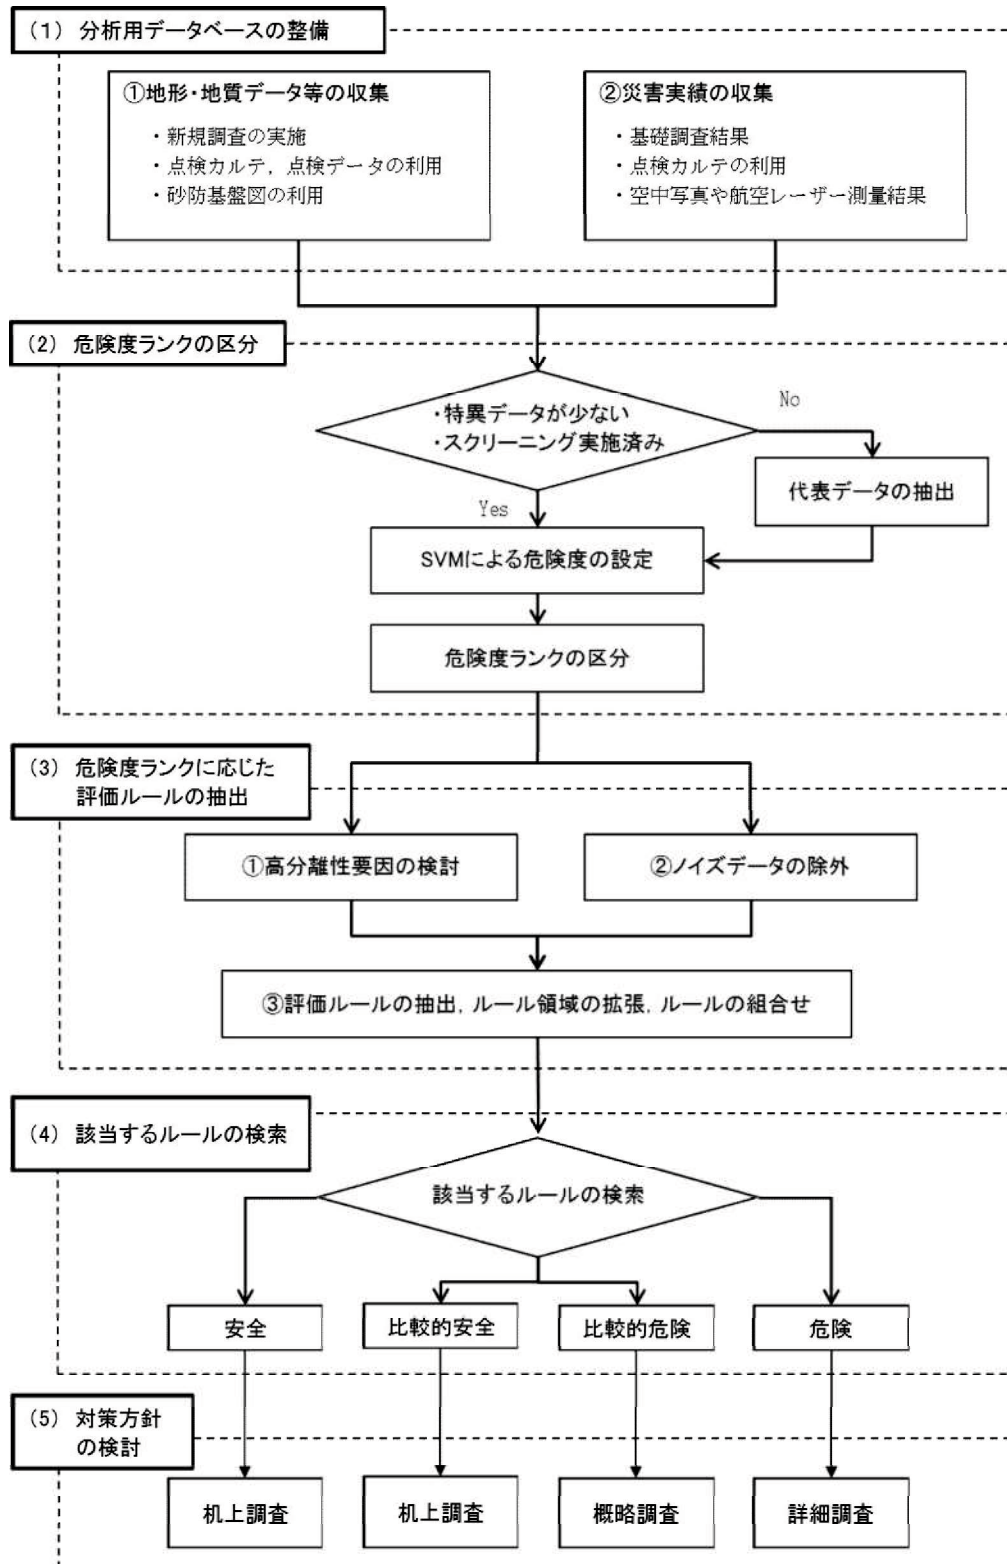 (1) 分析用データベースの整備
①地形・地質データ等の収集
・新規調査の実施
・点検カルテ，点検データの利用
・砂防基盤図の利用
②災害実績の収集
・基礎調査結果
・点検カルテの利用
・空中写真や航空レーザー測量結果
(2) 危険度ランクの区分
・特異データが少ない
・スクリーニング実施済み
No
代表データの抽出
Yes
SVMによる危険度の設定
危険度ランクの区分
(3) 危険度ランクに応じた
評価ルールの抽出
①高分離性要因の検討
②ノイズデータの除外
③評価ルールの抽出，ルール領域の拡張，ルールの組合せ
(4) 該当するルールの検索
該当するルールの検索
安全
比較的安全
比較的危険
危険
(5) 対策方針
の検討
机上調査
机上調査
概略調査
詳細調査